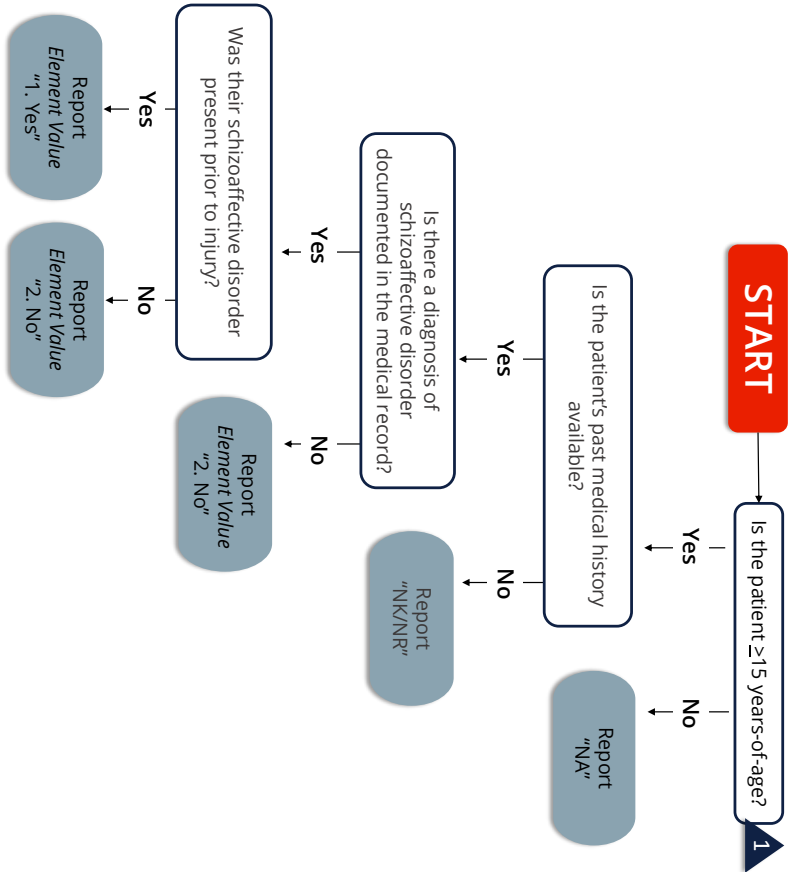 START
Is the patient ≥15 years-of-age?
1
Yes
No
Is the patient's past medical history
available?
Report
"NA"
Yes
No
Is there a diagnosis of
schizoaffective disorder
documented in the medical record?
Report
"NK/NR"
Yes
No
Was their schizoaffective disorder
present prior to injury?
Report
Element Value
"2. No"
Yes
No
Report
Element Value
"1. Yes"
Report
Element Value
"2. No"